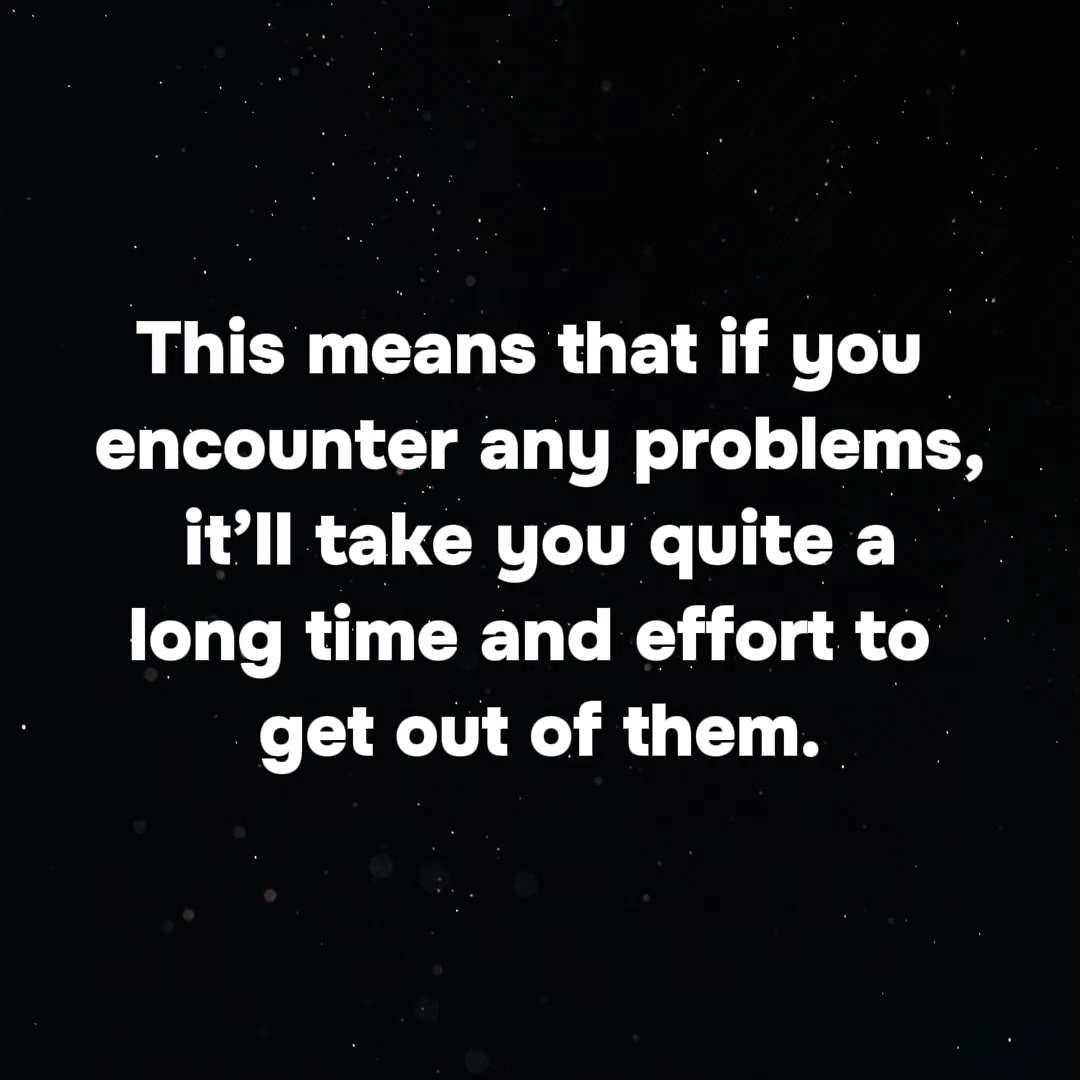 This means that if you
encounter any problems,
it’ll take you quite a
long time and effort to
get out of them.